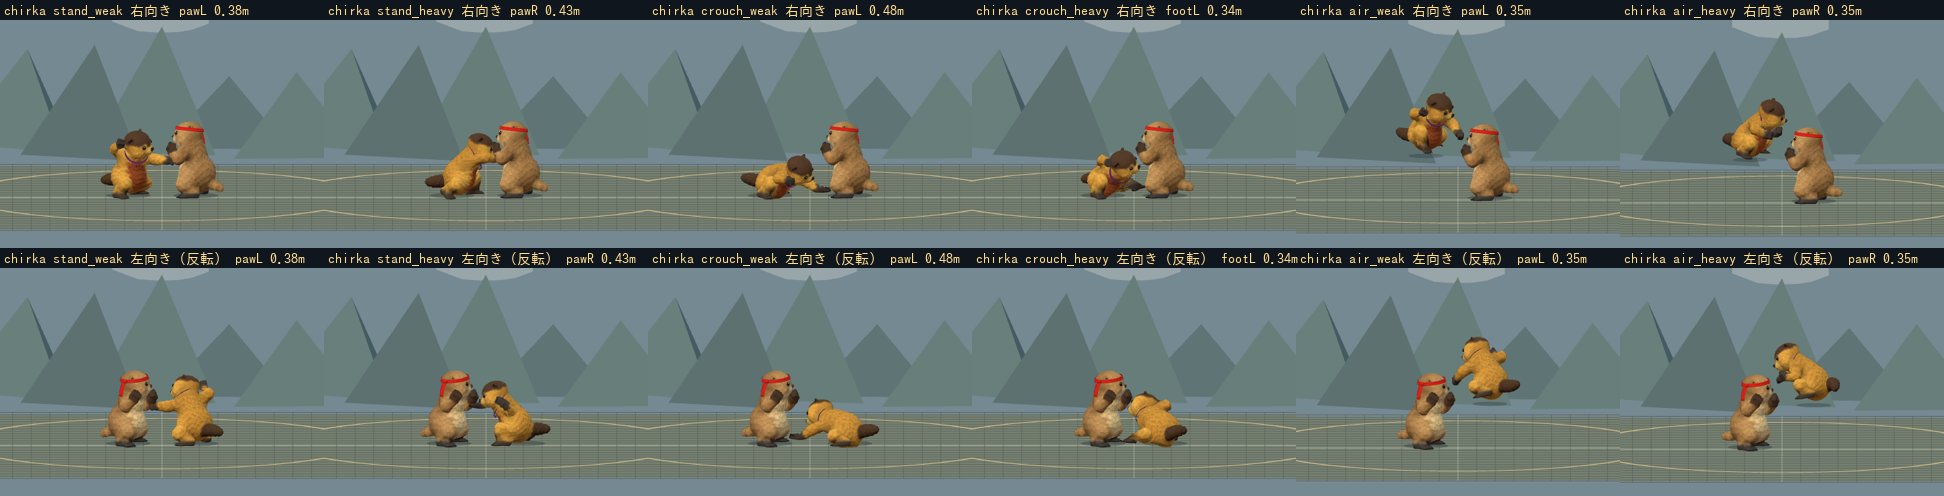 chirka stand_weak 右向き pawL 0.38m
chirka stand_heavy 右向き pawR 0.43m
chirka crouch_weak 右向き pawL 0.48m
chirka crouch_heavy 右向き footL 0.34m
chirka air_weak 右向き pawL 0.35m
chirka air_heavy 右向き pawR 0.35m
chirka stand_weak 左向き（反転） pawL 0.38m
chirka stand_heavy 左向き（反転） pawR 0.43m
chirka crouch_weak 左向き（反転） pawL 0.48m
chirka crouch_heavy 左向き（反転） footL 0.34m
chirka air_weak 左向き（反転） pawL 0.35m
chirka air_heavy 左向き（反転） pawR 0.35m